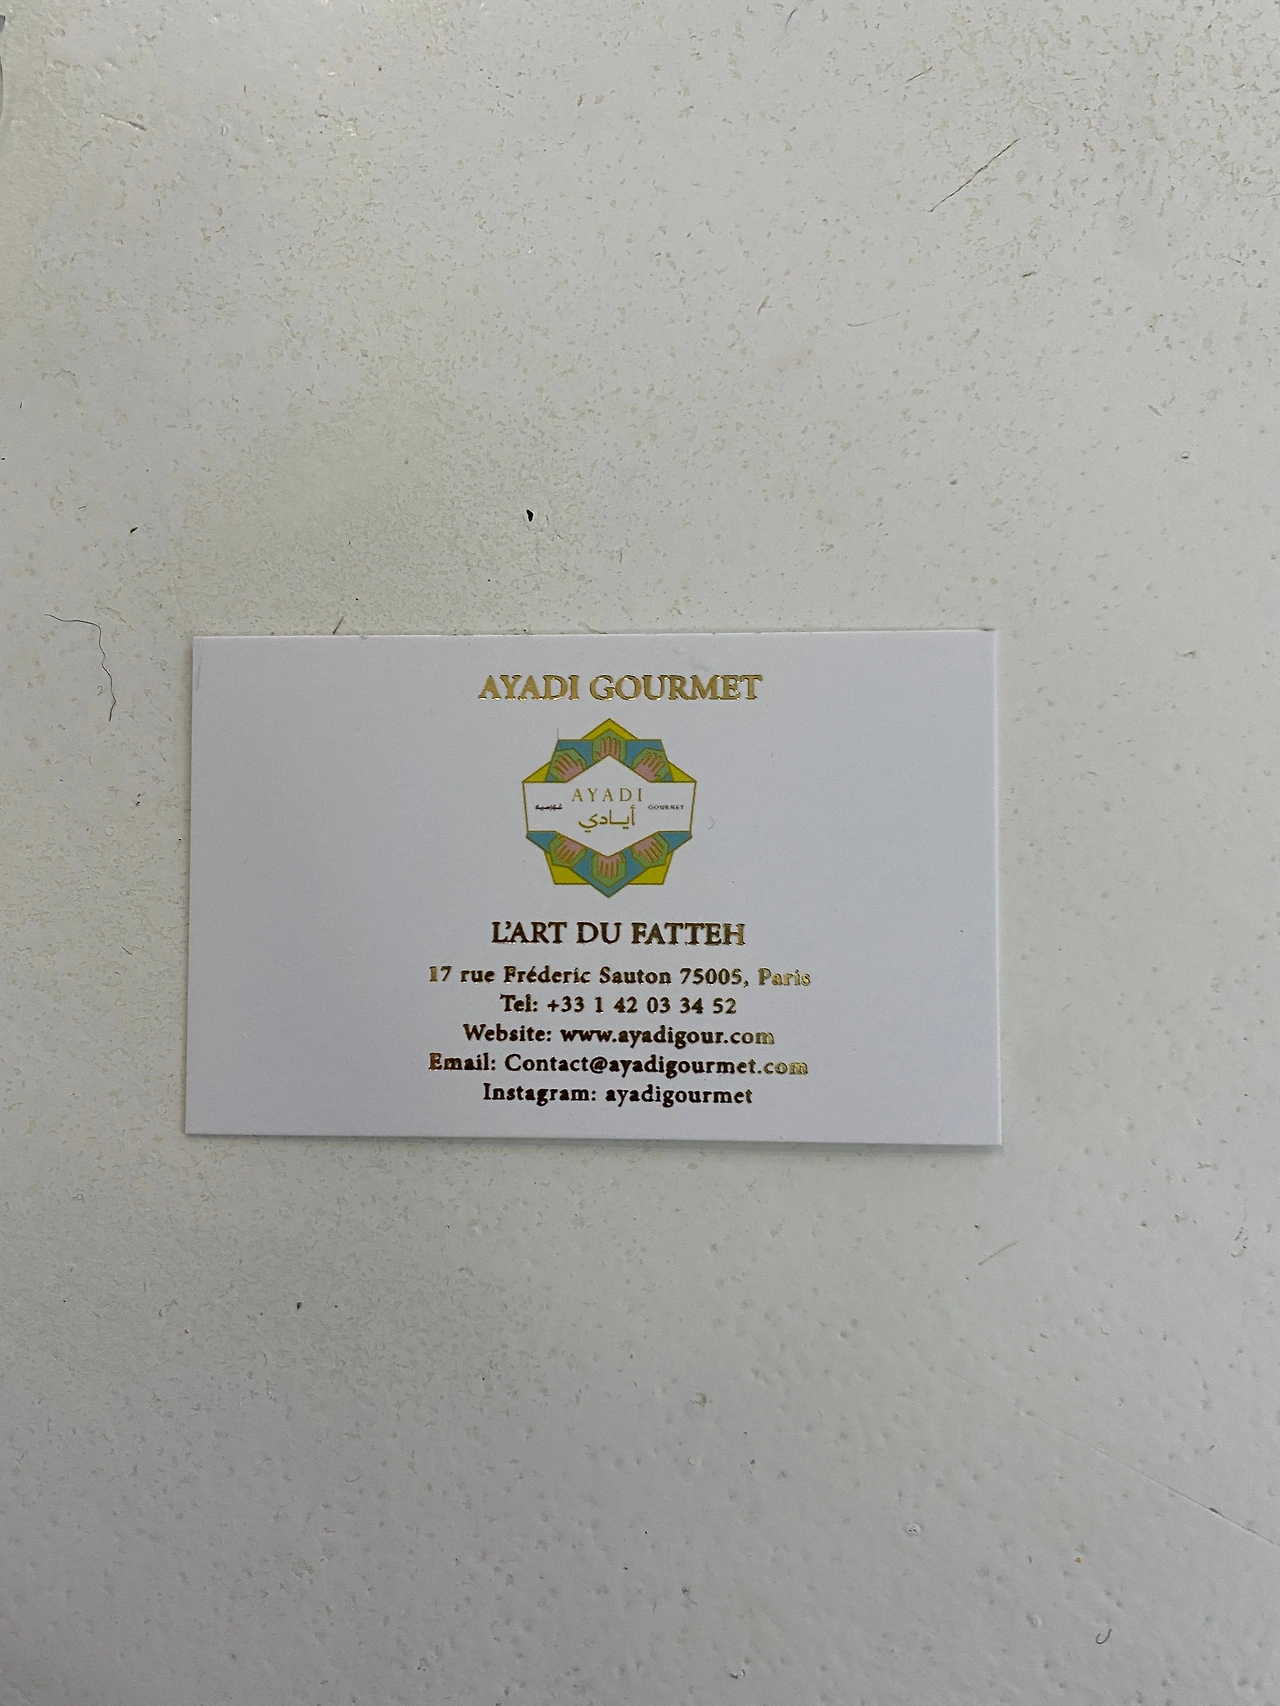 AYADI GOURMET
AYADI
GOURMET
أيادي
L'ART DU FATTEH
17 rue Fréderic Sauton 75005, Paris
Tel: +33 1 42 03 34 52
Website: www.ayadigour.com
Email: Contact@ayadigourmet.com
Instagram: ayadigourmet